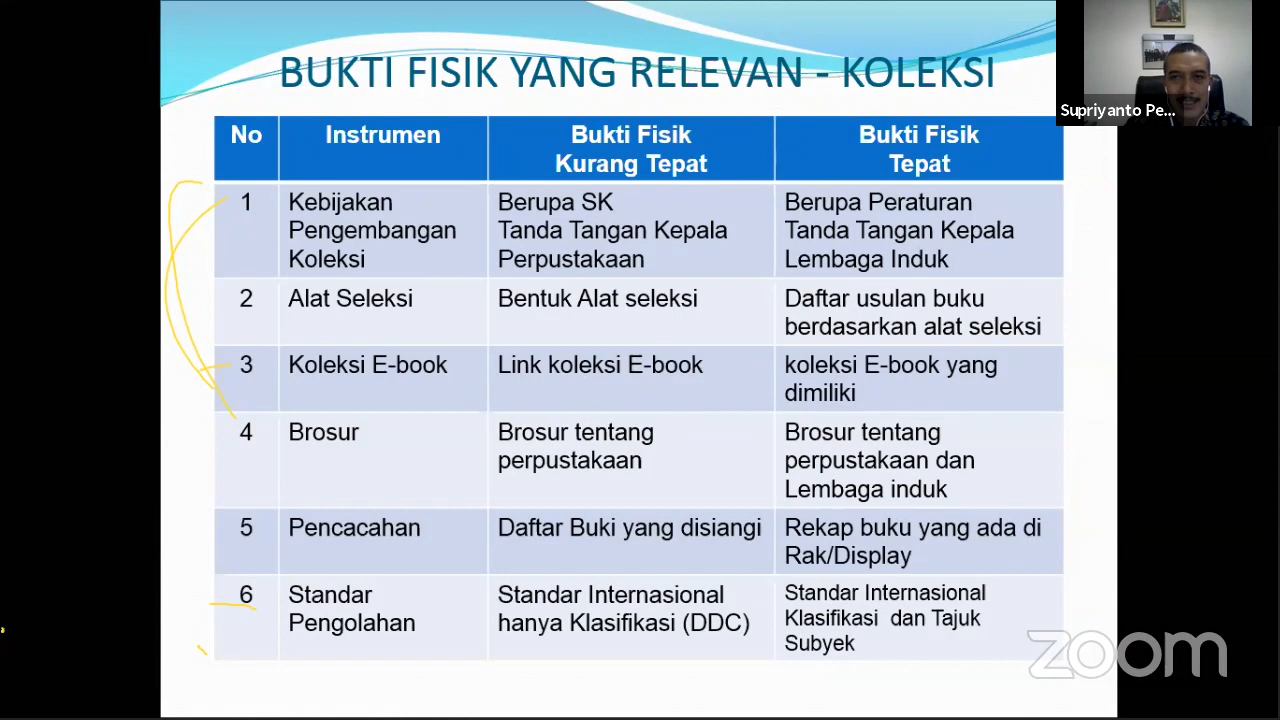 BUKTI FISIK YANG RELEVAN - KOLEKSI
Supriyanto Pe...
No
Instrumen
Bukti Fisik
Kurang Tepat
Bukti Fisik
Tepat
1
Kebijakan
Pengembangan
Koleksi
Berupa SK
Tanda Tangan Kepala
Perpustakaan
Berupa Peraturan
Tanda Tangan Kepala
Lembaga Induk
2
Alat Seleksi
Bentuk Alat seleksi
Daftar usulan buku
berdasarkan alat seleksi
3
Koleksi E-book
Link koleksi E-book
koleksi E-book yang
dimiliki
4
Brosur
Brosur tentang
perpustakaan
Brosur tentang
perpustakaan dan
Lembaga induk
5
Pencacahan
Daftar Buki yang disiangi
Rekap buku yang ada di
Rak/Display
6
Standar
Pengolahan
Standar Internasional
hanya Klasifikasi (DDC)
Standar Internasional
Klasifikasi dan Tajuk
Subyek
zoom